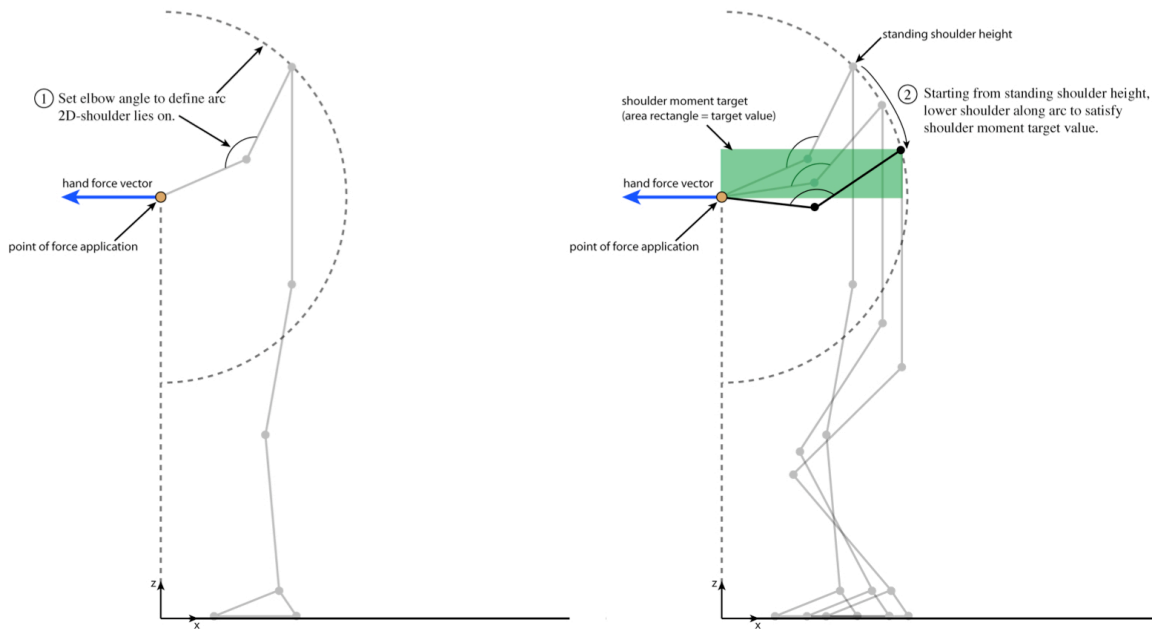 ① Set elbow angle to define arc
2D-shoulder lies on.
hand force vector
point of force application
z
x
standing shoulder height
shoulder moment target
(area rectangle = target value)
② Starting from standing shoulder height,
lower shoulder along arc to satisfy
shoulder moment target value.
hand force vector
point of force application
z
x